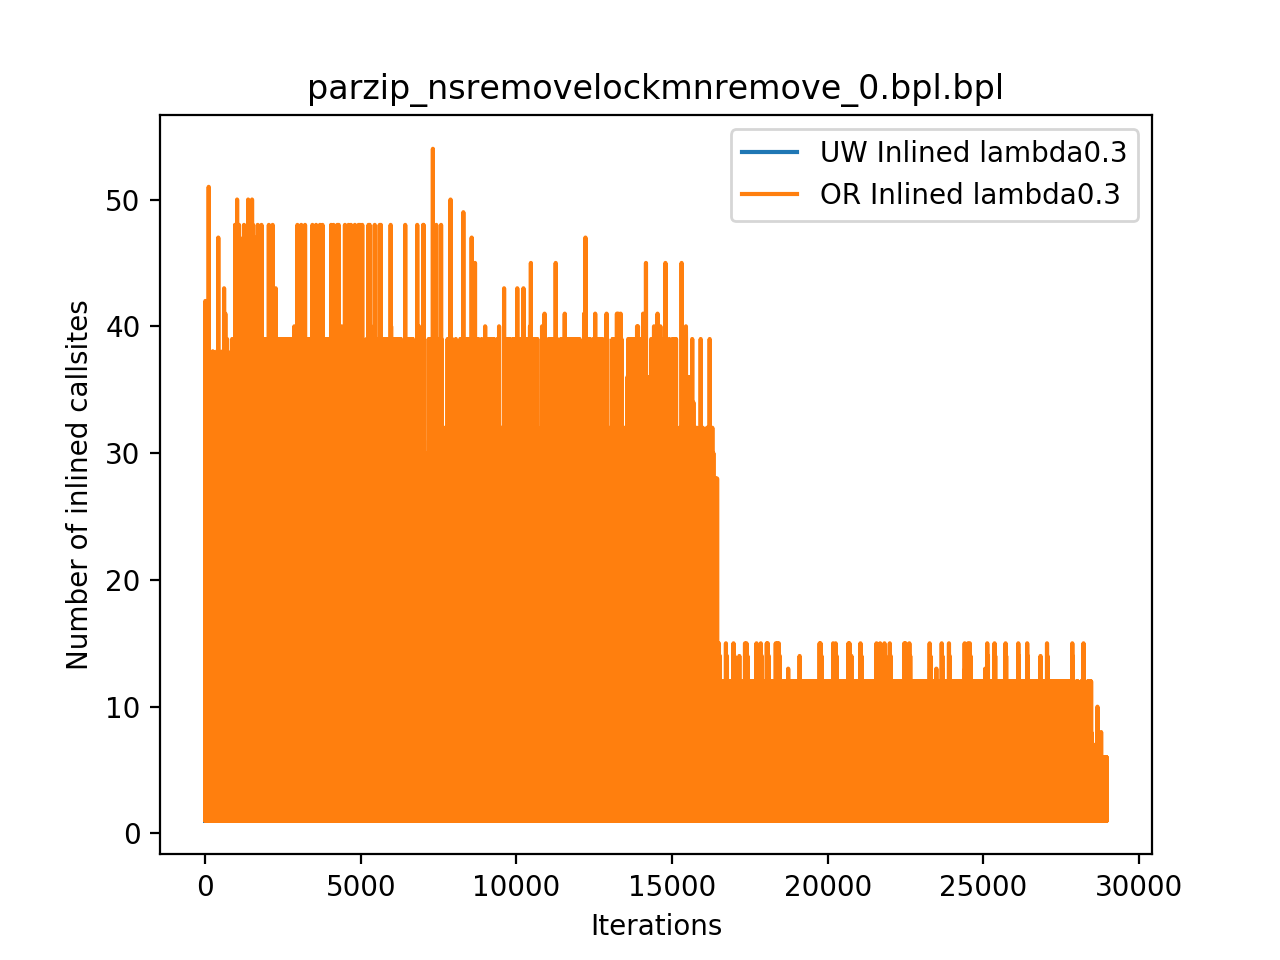 parzip_nsremovelockmnremove_0.bpl.bpl
UW Inlined lambda0.3
OR Inlined lambda0.3
Number of inlined callsites
50
40
30
20
10
0
0 5000 10000 15000 20000 25000 30000
Iterations